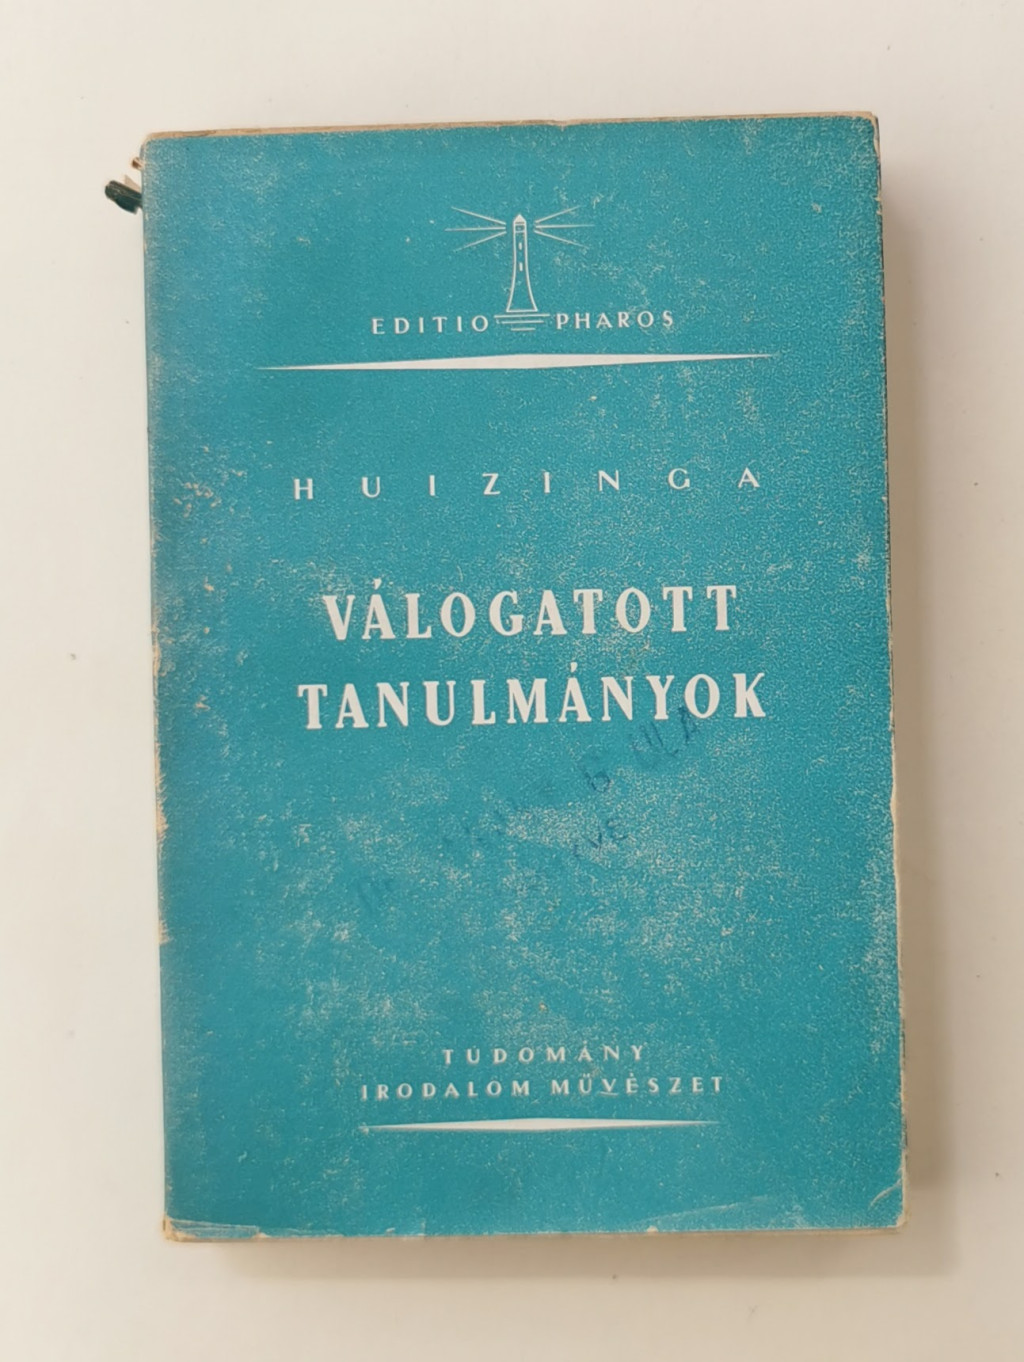 EDITIO PHAROS
HUIZINGA
VÁLOGATOTT
TANULMÁNYOK
TUDOMÁNY
IRODALOM MŰVÉSZET